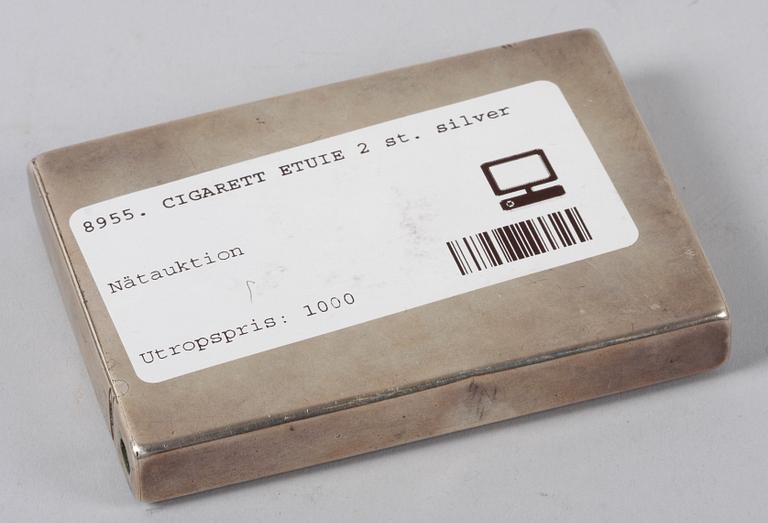 8955. CIGARETT ETUIE 2 st. silver
Nätauktion
Utropspris: 1000